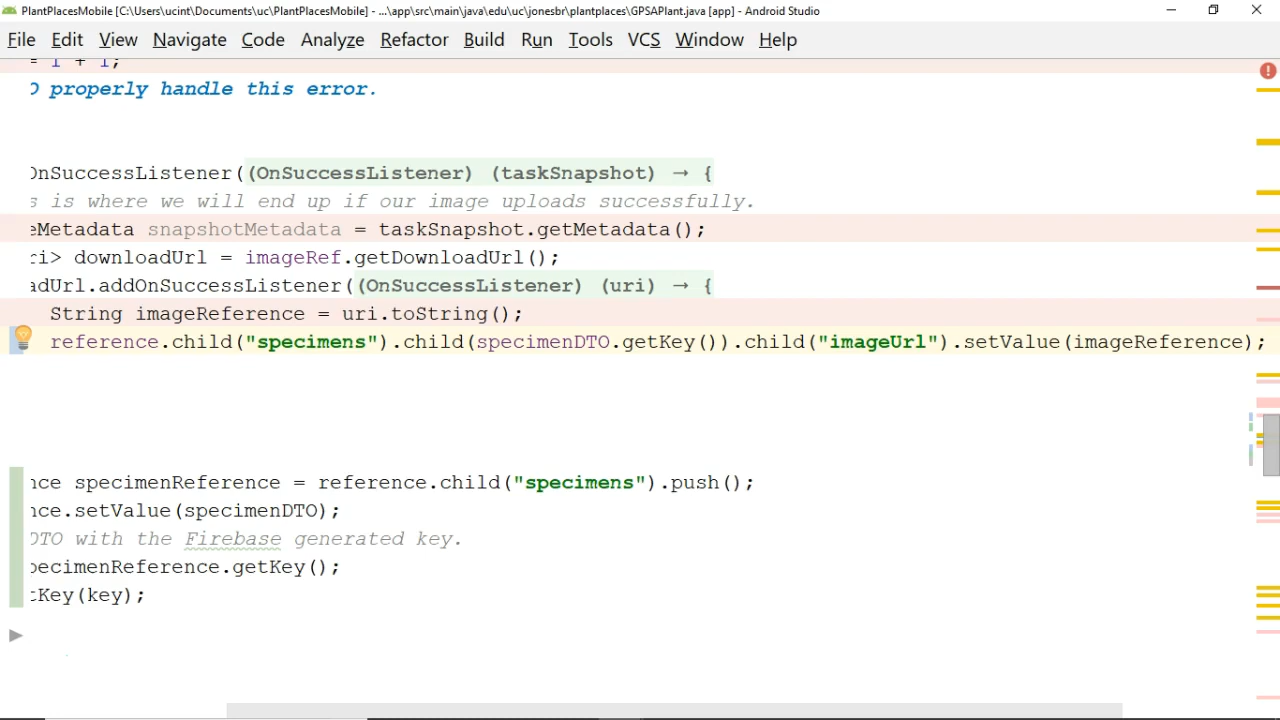 PlantPlacesMobile [C:\Users\ucint\Documents\uc\PlantPlacesMobile] - ...\app\src\main\java\edu\uc\jonesbr\plantplaces\GPSAPlant.java [app] - Android Studio
File Edit View Navigate Code Analyze Refactor Build Run Tools VCS Window Help
properly handle this error.
OnSuccessListener((OnSuccessListener) (taskSnapshot) → {
s is where we will end up if our image uploads successfully.
eMetadata snapshotMetadata = taskSnapshot.getMetadata();
ri> downloadUrl = imageRef.getDownloadUrl();
adUrl.addOnSuccessListener((OnSuccessListener) (uri) → {
String imageReference = uri.toString();
reference.child("specimens").child(specimenDTO.getKey()).child("imageUrl").setValue(imageReference);
nce specimenReference = reference.child("specimens").push();
nce.setValue(specimenDTO);
DTO with the Firebase generated key.
pecimenReference.getKey();
tKey(key);